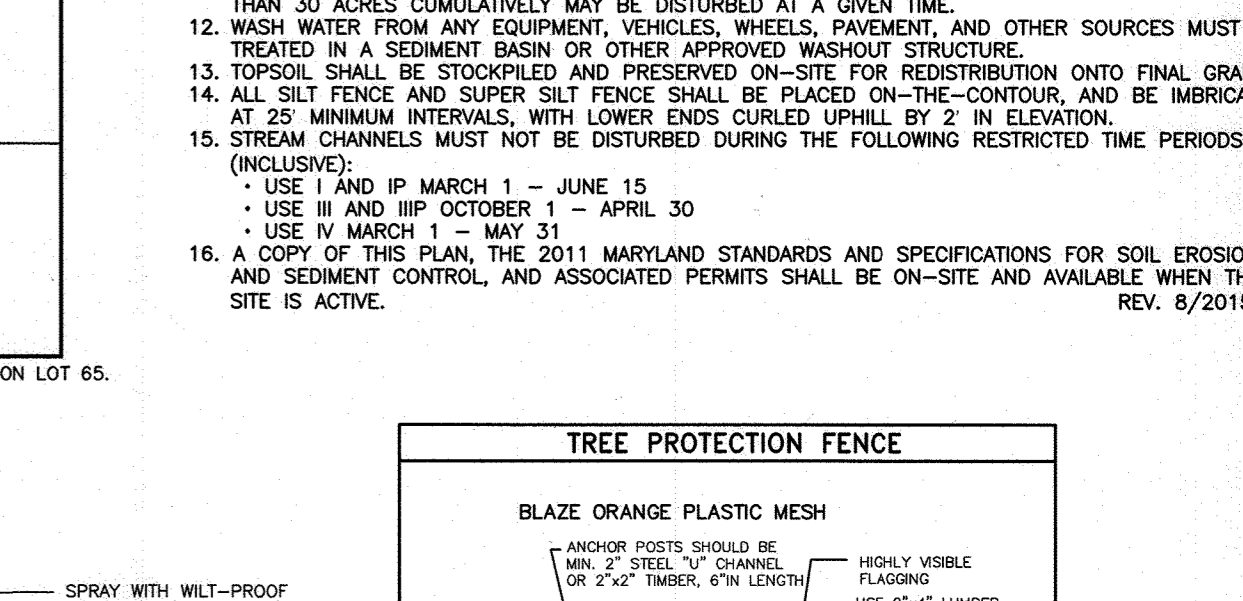 THAN 30 ACRES CUMULATIVELY MAY BE DISTURBED AT A GIVEN TIME.
12. WASH WATER FROM ANY EQUIPMENT, VEHICLES, WHEELS, PAVEMENT, AND OTHER SOURCES MUST
TREATED IN A SEDIMENT BASIN OR OTHER APPROVED WASHOUT STRUCTURE.
13. TOPSOIL SHALL BE STOCKPILED AND PRESERVED ON-SITE FOR REDISTRIBUTION ONTO FINAL GRA
14. ALL SILT FENCE AND SUPER SILT FENCE SHALL BE PLACED ON-THE-CONTOUR, AND BE IMBRICA
AT 25' MINIMUM INTERVALS, WITH LOWER ENDS CURLED UPHILL BY 2' IN ELEVATION.
15. STREAM CHANNELS MUST NOT BE DISTURBED DURING THE FOLLOWING RESTRICTED TIME PERIODS
(INCLUSIVE):
• USE I AND IP MARCH 1 - JUNE 15
• USE III AND IIIP OCTOBER 1 - APRIL 30
• USE IV MARCH 1 - MAY 31
16. A COPY OF THIS PLAN, THE 2011 MARYLAND STANDARDS AND SPECIFICATIONS FOR SOIL EROSIO
AND SEDIMENT CONTROL, AND ASSOCIATED PERMITS SHALL BE ON-SITE AND AVAILABLE WHEN TH
SITE IS ACTIVE.
REV. 8/2015
ON LOT 65.
TREE PROTECTION FENCE
BLAZE ORANGE PLASTIC MESH
ANCHOR POSTS SHOULD BE
MIN. 2" STEEL "U" CHANNEL
OR 2"x2" TIMBER, 6"IN LENGTH
HIGHLY VISIBLE
FLAGGING
USE 2"x4" LUMBER
SPRAY WITH WILT-PROOF